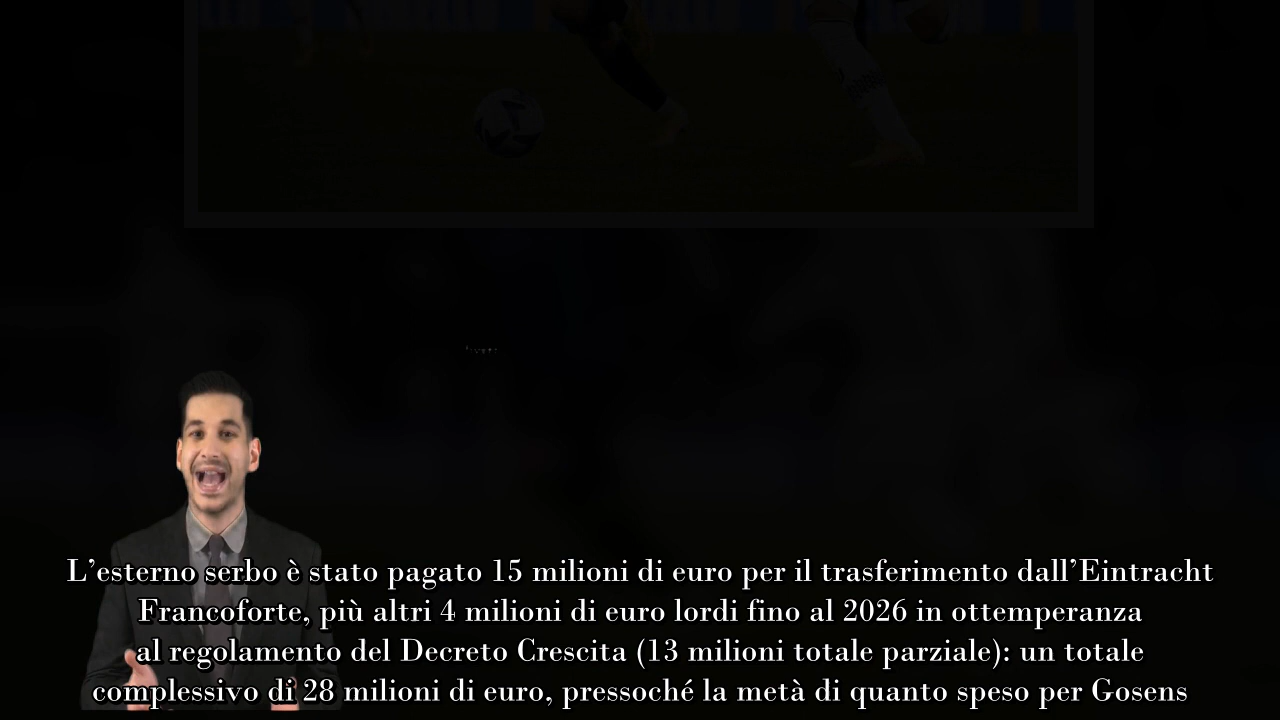 L’esterno serbo è stato pagato 15 milioni di euro per il trasferimento dall’Eintracht
Francoforte, più altri 4 milioni di euro lordi fino al 2026 in ottemperanza
al regolamento del Decreto Crescita (13 milioni totale parziale): un totale
complessivo di 28 milioni di euro, pressoché la metà di quanto speso per Gosens